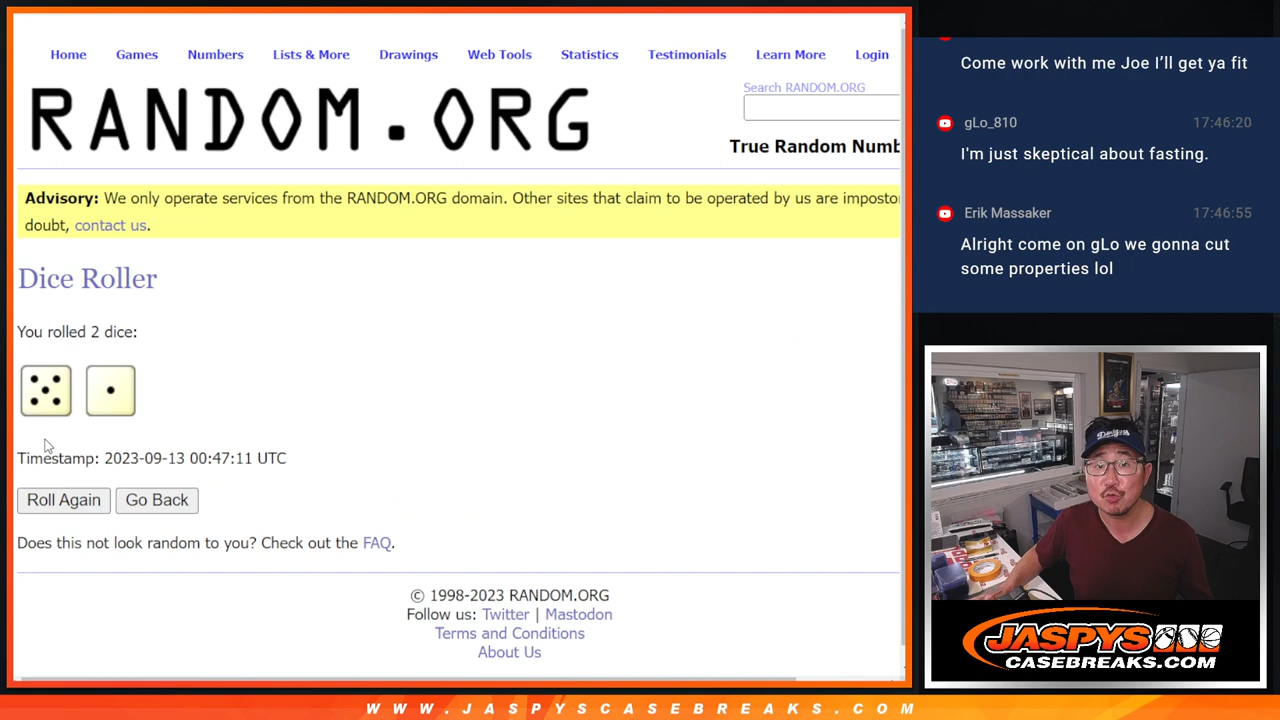 Home Games Numbers Lists & More Drawings Web Tools Statistics Testimonials Learn More Login
RANDOM.ORG
Search RANDOM.ORG
True Random Numb
Advisory: We only operate services from the RANDOM.ORG domain. Other sites that claim to be operated by us are impostor
doubt, contact us.
Dice Roller
You rolled 2 dice:
Timestamp: 2023-09-13 00:47:11 UTC
Roll Again Go Back
Does this not look random to you? Check out the FAQ.
© 1998-2023 RANDOM.ORG
Follow us: Twitter | Mastodon
Terms and Conditions
About Us
Come work with me Joe I’ll get ya fit
gLo_810 17:46:20
I'm just skeptical about fasting.
Erik Massaker 17:46:55
Alright come on gLo we gonna cut
some properties lol
JASPYS
CASEBREAKS.COM
WWW.JASPYSCASEBREAKS.COM